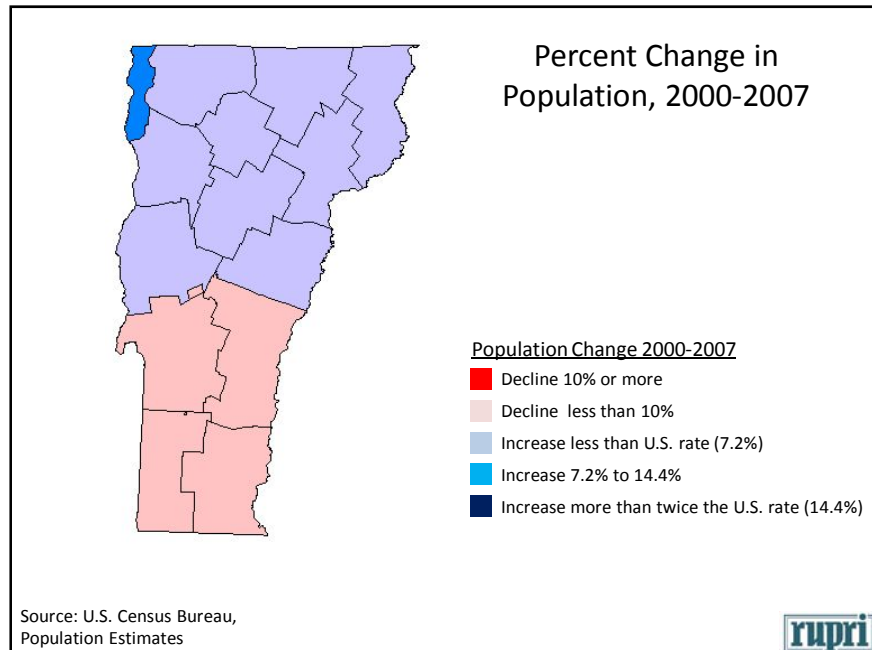 Percent Change in
Population, 2000-2007
Population Change 2000-2007
Decline 10% or more
Decline less than 10%
Increase less than U.S. rate (7.2%)
Increase 7.2% to 14.4%
Increase more than twice the U.S. rate (14.4%)
Source: U.S. Census Bureau,
Population Estimates
rupri